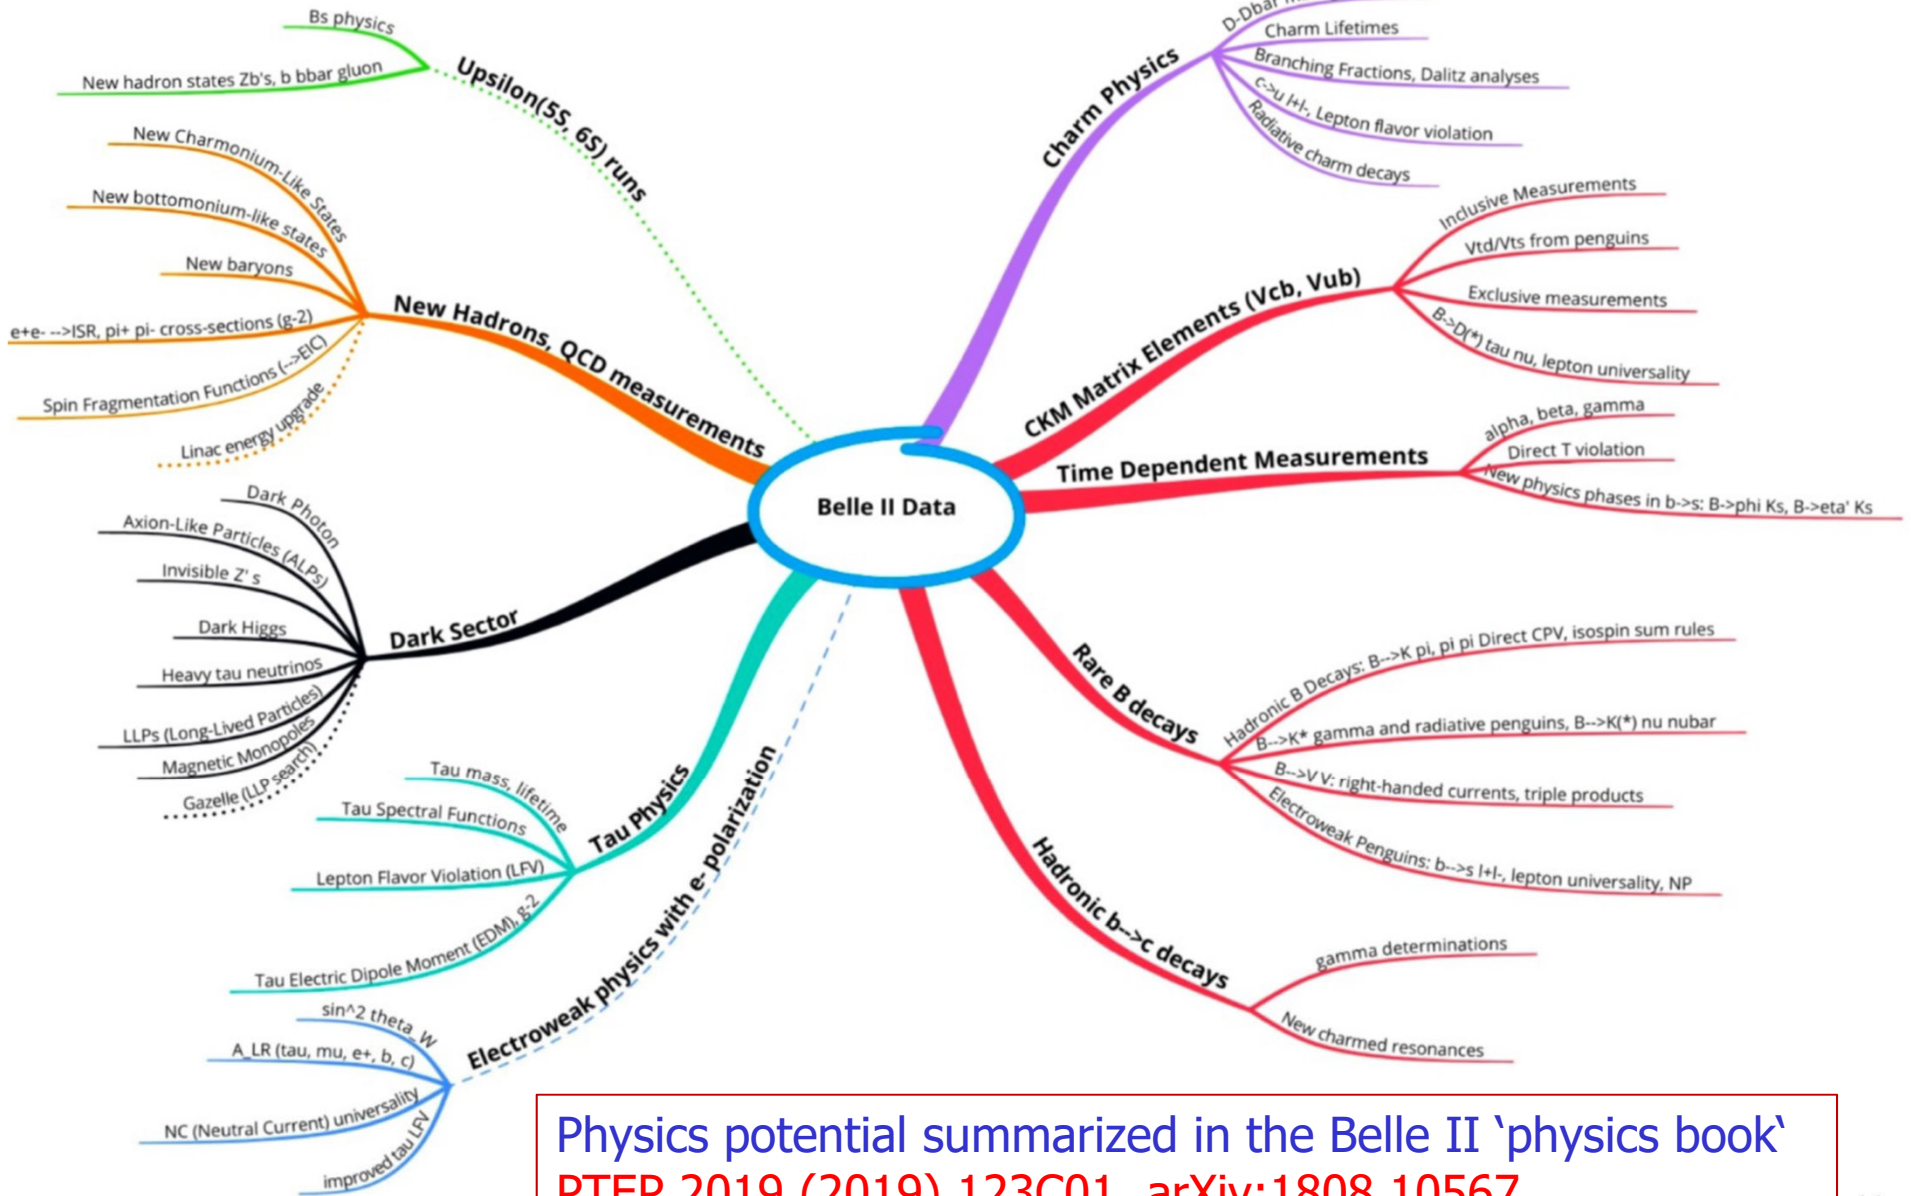 Bs physics
New hadron states Zb's, b bbar gluon
Upsilon(5S, 6S) runs
New Charmonium-Like States
New bottomonium-like states
New baryons
e+e- -->ISR, pi+ pi- cross-sections (g-2)
Spin Fragmentation Functions (-->EIC)
Linac energy upgrade
New Hadrons, QCD measurements
Dark Photon
Axion-Like Particles (ALPs)
Invisible Z' s
Dark Higgs
Heavy tau neutrinos
LLPs (Long-Lived Particles)
Magnetic Monopoles
Gazelle (LLP search)
Dark Sector
Tau mass, lifetime
Tau Spectral Functions
Lepton Flavor Violation (LFV)
Tau Electric Dipole Moment (EDM), g-2
Tau Physics
sin^2 theta_W
A_LR (tau, mu, e+, b, c)
NC (Neutral Current) universality
improved tau LFV
Electroweak physics with e- polarization
Belle II Data
Charm Physics
D-Dbar
Charm Lifetimes
Branching Fractions, Dalitz analyses
c->u l+l-, Lepton flavor violation
Radiative charm decays
CKM Matrix Elements (Vcb, Vub)
Inclusive Measurements
Vtd/Vts from penguins
Exclusive measurements
B->D(*) tau nu, lepton universality
Time Dependent Measurements
alpha, beta, gamma
Direct T violation
New physics phases in b->s: B->phi Ks, B->eta' Ks
Rare B decays
Hadronic B Decays: B-->K pi, pi pi Direct CPV, isospin sum rules
B-->K* gamma and radiative penguins, B-->K(*) nu nubar
B-->V V: right-handed currents, triple products
Electroweak Penguins: b-->s l+l-, lepton universality, NP
Hadronic b-->c decays
gamma determinations
New charmed resonances
Physics potential summarized in the Belle II ‘physics book‘
PTEP 2019 (2019) 123C01, arXiv:1808.10567